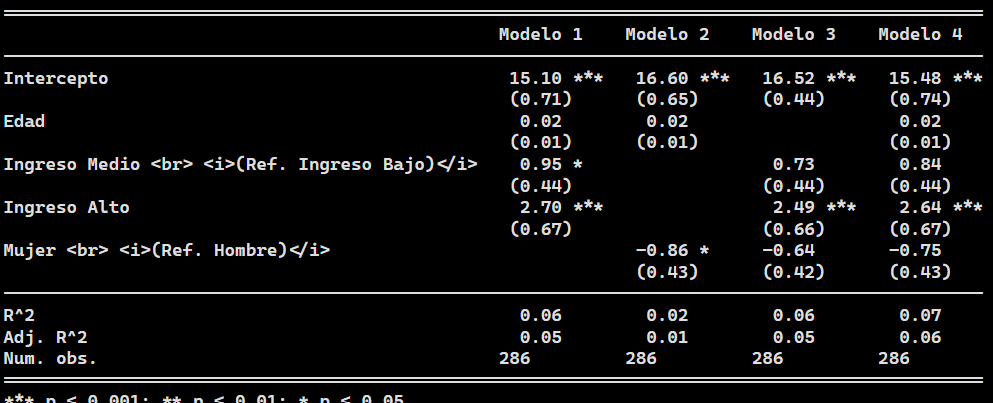 Modelo 1 Modelo 2 Modelo 3 Modelo 4
Intercepto 15.10 *** 16.60 *** 16.52 *** 15.48 ***
(0.71) (0.65) (0.44) (0.74)
Edad 0.02 0.02 0.02
(0.01) (0.01) (0.01)
Ingreso Medio <br> <i>(Ref. Ingreso Bajo)</i> 0.95 * 0.73 0.84
(0.44) (0.44) (0.44)
Ingreso Alto 2.70 *** 2.49 *** 2.64 ***
(0.67) (0.66) (0.67)
Mujer <br> <i>(Ref. Hombre)</i> -0.86 * -0.64 -0.75
(0.43) (0.42) (0.43)
R^2 0.06 0.02 0.06 0.07
Adj. R^2 0.05 0.01 0.05 0.06
Num. obs. 286 286 286 286
*** p < 0.001; ** p < 0.01; * p < 0.05